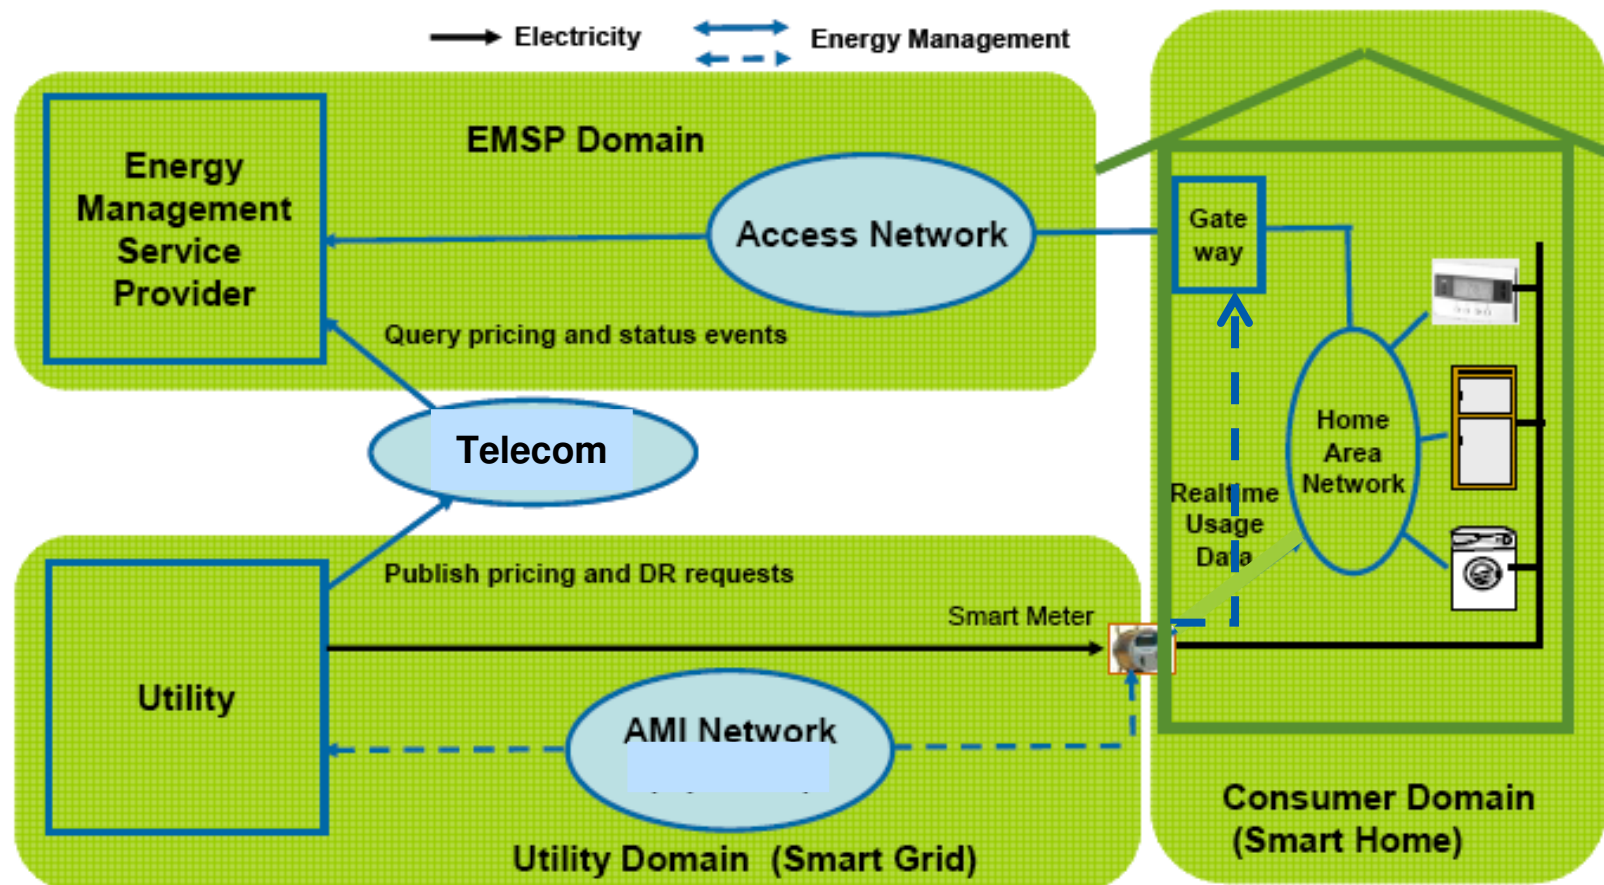 Electricity
Energy Management
EMSP Domain
Energy
Management
Service
Provider
Access Network
Gate
way
Query pricing and status events
Telecom
Home
Area
Network
Realtime
Usage
Data
Publish pricing and DR requests
Smart Meter
Utility
AMI Network
Consumer Domain
(Smart Home)
Utility Domain (Smart Grid)